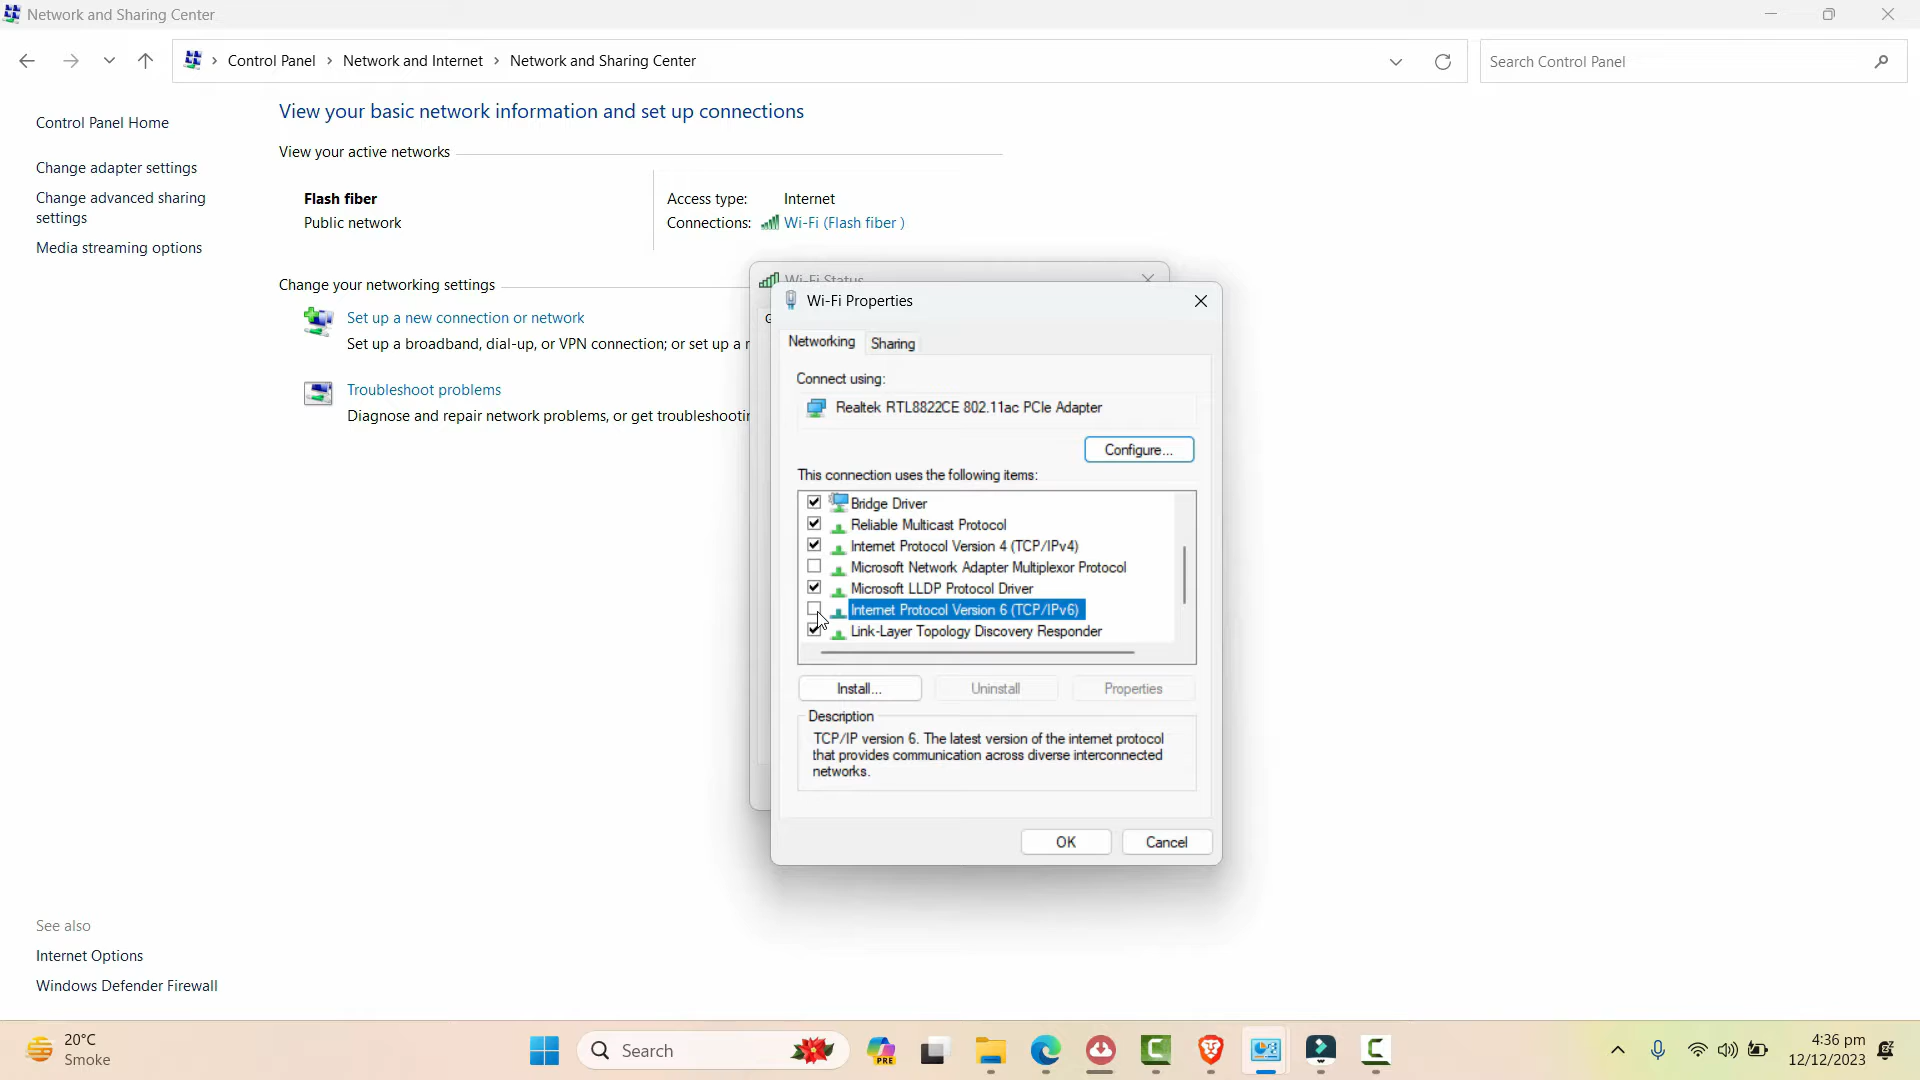 Network and Sharing Center
Control Panel > Network and Internet > Network and Sharing Center
Search Control Panel
Control Panel Home
Change adapter settings
Change advanced sharing
settings
Media streaming options
See also
Internet Options
Windows Defender Firewall
View your basic network information and set up connections
View your active networks
Flash fiber
Public network
Access type: Internet
Connections: Wi-Fi (Flash fiber )
Change your networking settings
Set up a new connection or network
Set up a broadband, dial-up, or VPN connection; or set up a
Troubleshoot problems
Diagnose and repair network problems, or get
Wi-Fi Status
Wi-Fi Properties
Networking Sharing
Connect using:
Realtek RTL8822CE 802.11ac PCIe Adapter
Configure...
This connection uses the following items:
Bridge Driver
Reliable Multicast Protocol
Internet Protocol Version 4 (TCP/IPv4)
Microsoft Network Adapter Multiplexor Protocol
Microsoft LLDP Protocol Driver
Internet Protocol Version 6 (TCP/IPv6)
Link-Layer Topology Discovery Responder
Install... Uninstall Properties
Description
TCP/IP version 6. The latest version of the internet protocol
that provides communication across diverse interconnected
networks.
OK Cancel
20°C
Smoke
Search
PRE
4:36 pm
12/12/2023